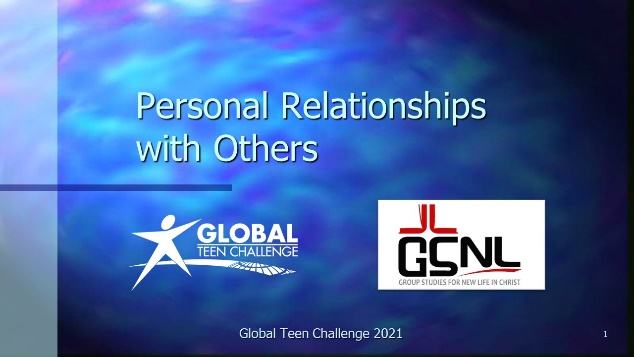 Personal Relationships
with Others
GLOBAL
TEEN CHALLENGE
GSNL
GROUP STUDIES FOR NEW LIFE IN CHRIST
Global Teen Challenge 2021
1